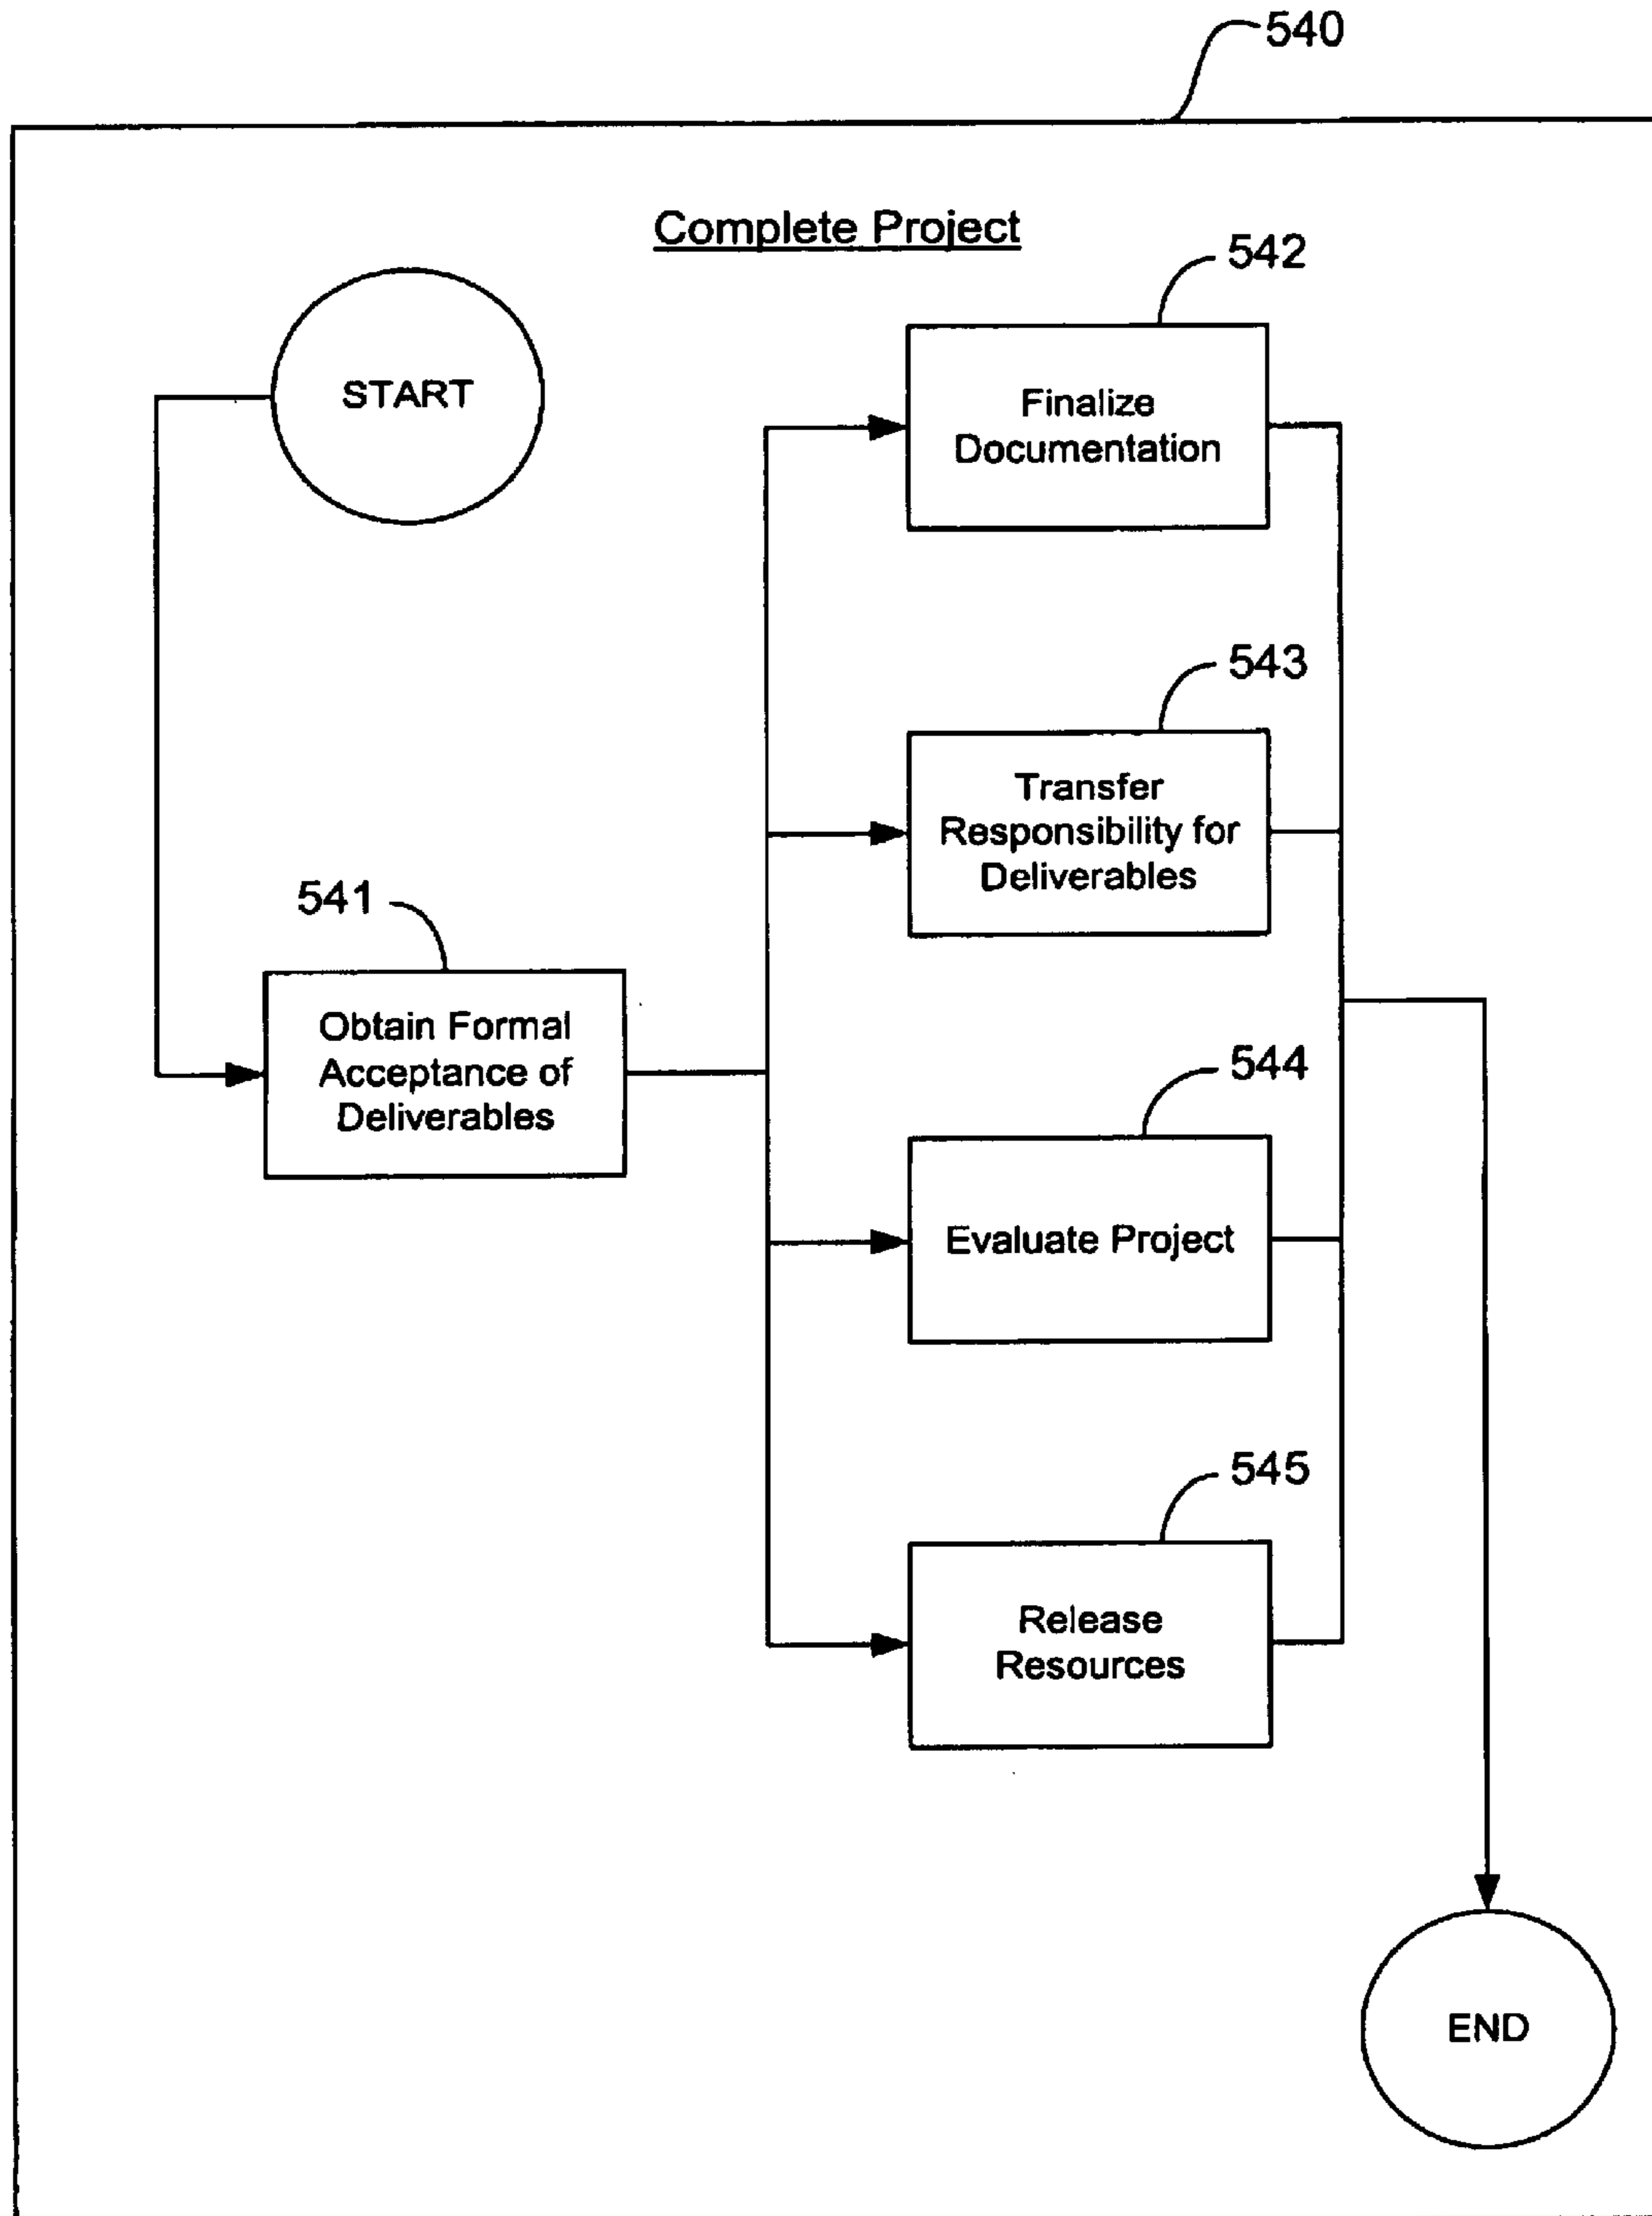 540
Complete Project
START
542
Finalize
Documentation
543
Transfer
Responsibility for
Deliverables
541
Obtain Formal
Acceptance of
Deliverables
544
Evaluate Project
545
Release
Resources
END